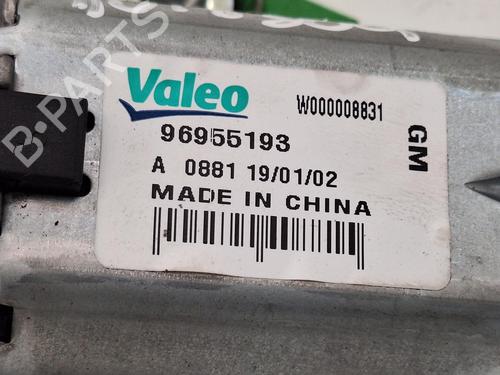 Valeo
W000008831
96955193
GM
A 0881 19/01/02
MADE IN CHINA
B-PARTS